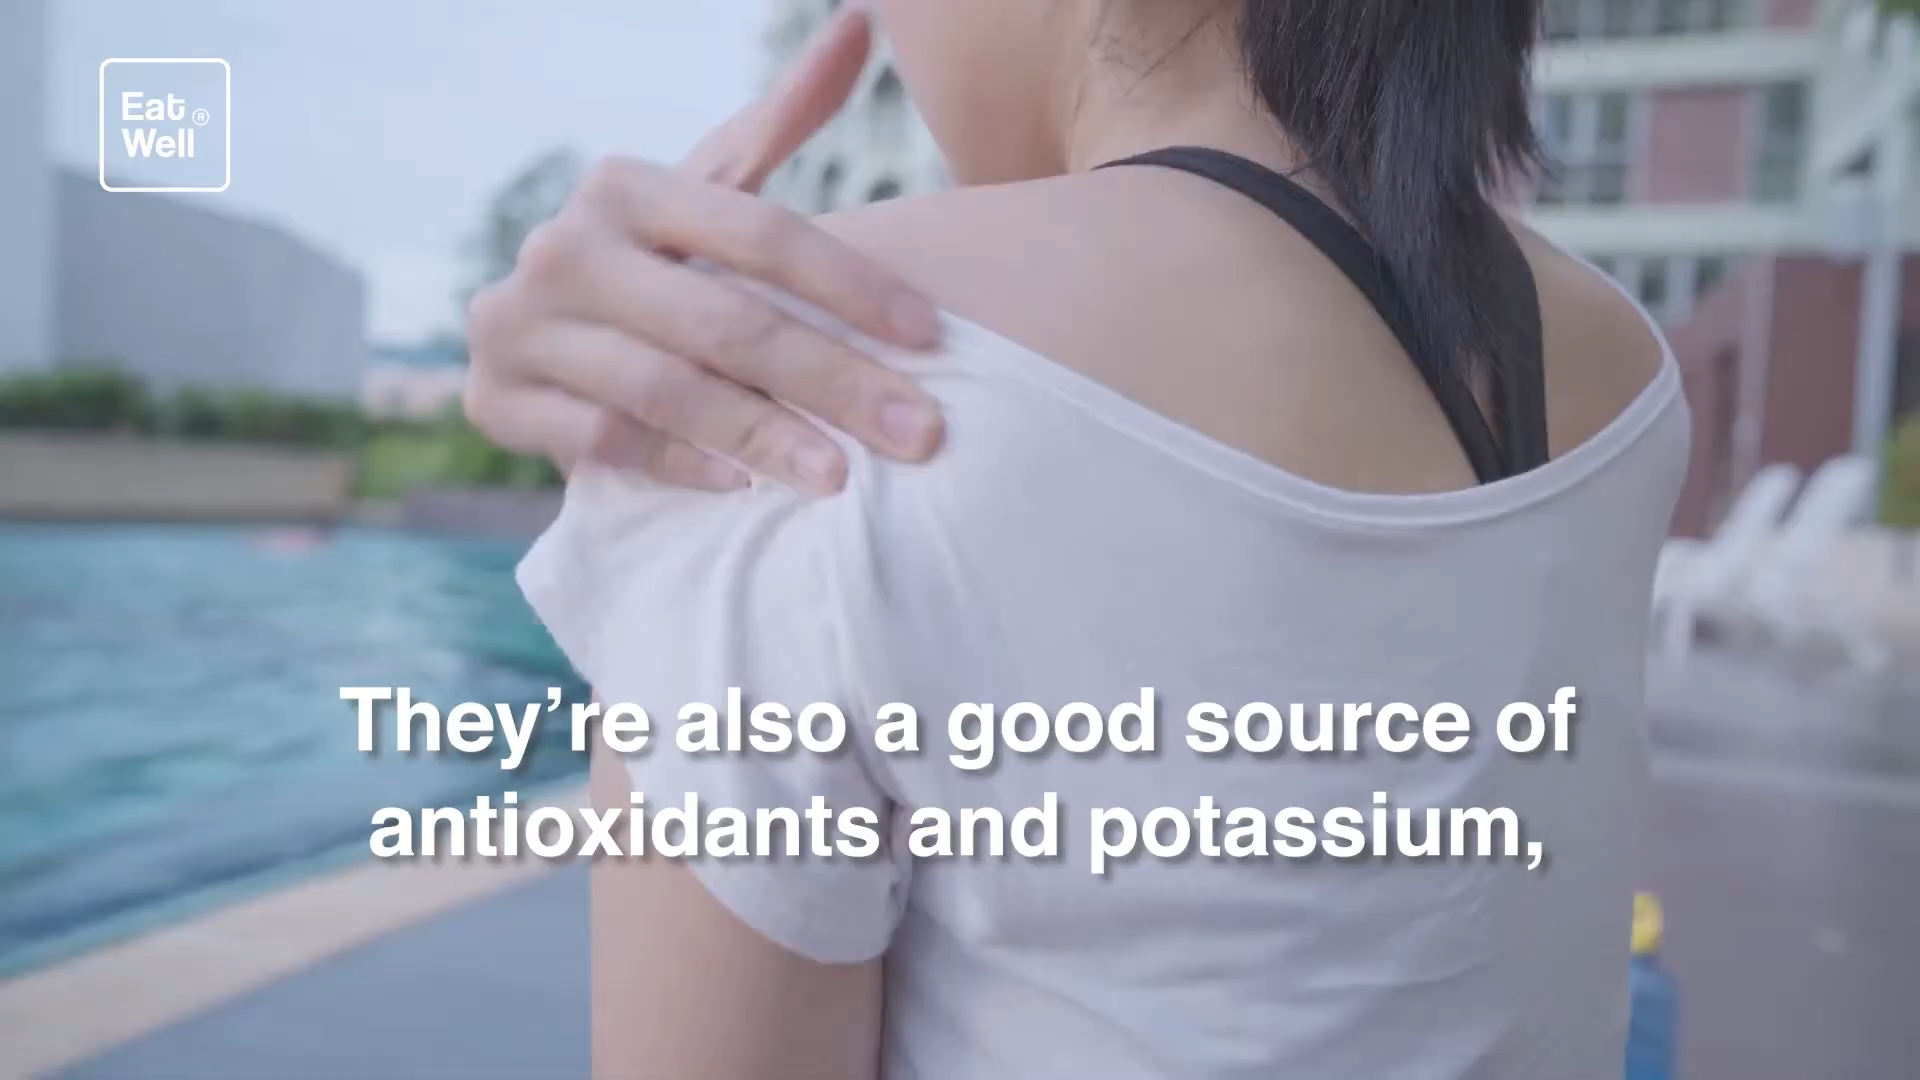 Eat
Well ®
They’re also a good source of
antioxidants and potassium,